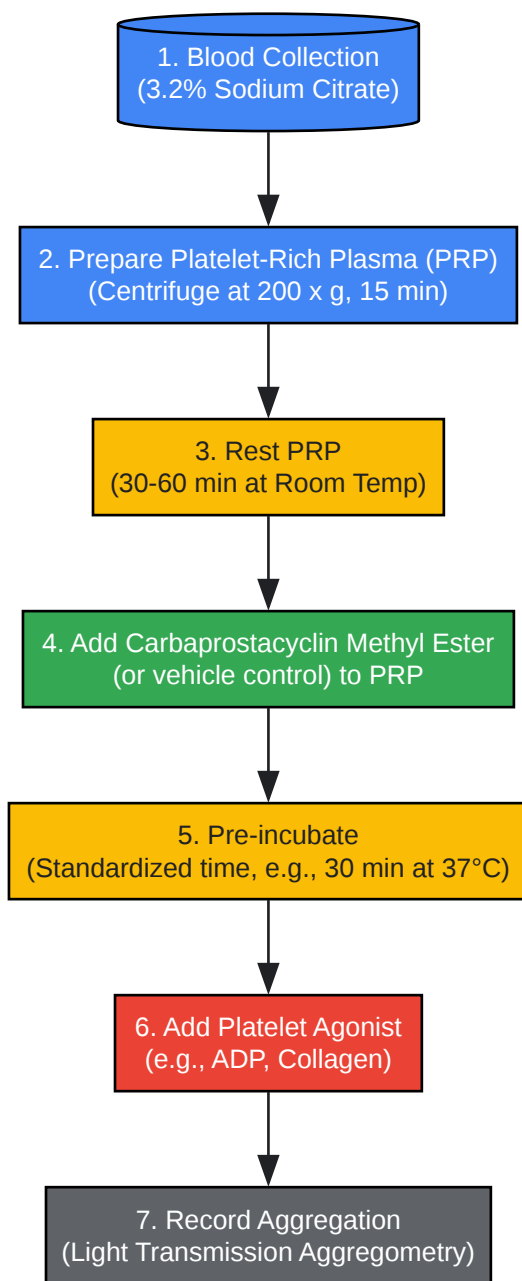 1. Blood Collection
(3.2% Sodium Citrate)
2. Prepare Platelet-Rich Plasma (PRP)
(Centrifuge at 200 x g, 15 min)
3. Rest PRP
(30-60 min at Room Temp)
4. Add Carbaprostacyclin Methyl Ester
(or vehicle control) to PRP
5. Pre-incubate
(Standardized time, e.g., 30 min at 37°C)
6. Add Platelet Agonist
(e.g., ADP, Collagen)
7. Record Aggregation
(Light Transmission Aggregometry)